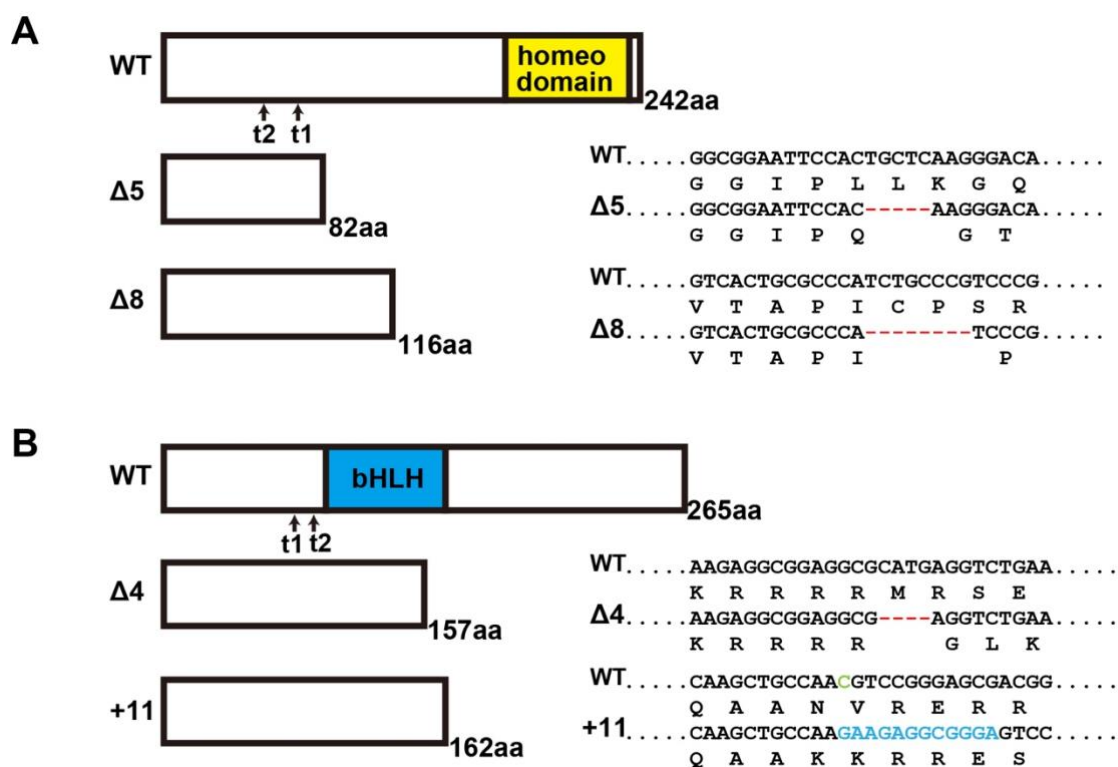 A
WT
homeo
domain
242aa
t2 t1
Δ5
82aa
Δ8
116aa
WT.....GGCGGAATTCCACTGCTCAAGGGACA.....
G G I P L L K G Q
Δ5.....GGCGGAATTCCAC-----AAGGGACA.....
G G I P Q G T
WT.....GTCACTGCGCCCATCTGCCCGTCCCG.....
V T A P I C P S R
Δ8.....GTCACTGCGCCCA--------TCCCG.....
V T A P I P
B
WT
bHLH
265aa
t1 t2
Δ4
157aa
+11
162aa
WT.....AAGAGGCGGAGGCGCATGAGGTCTGAA.....
K R R R R M R S E
Δ4.....AAGAGGCGGAGGCG----AGGTCTGAA.....
K R R R R G L K
WT.....CAAGCTGCCAACGTCCGGGAGCGACGG.....
Q A A N V R E R R
+11.....CAAGCTGCCAAGAAGAGGCGGGAGTCC.....
Q A A K K R R E S